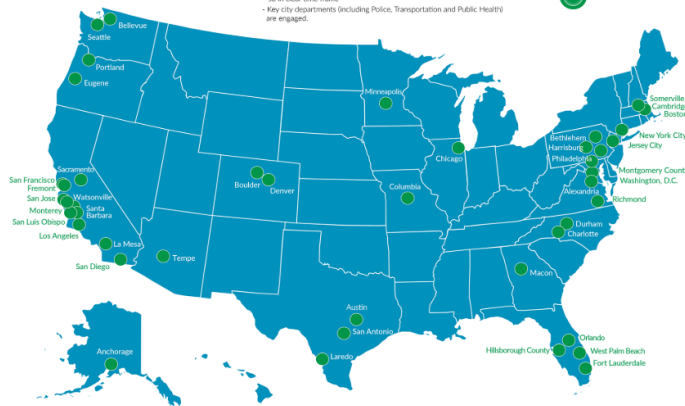 - Key city departments (including Police, Transportation and Public Health)
are engaged.
Bellevue
Seattle
Portland
Eugene
Minneapolis
Somerville
Cambridge
Boston
New York City
Jersey City
Bethlehem
Harrisburg
Philadelphia
Chicago
Montgomery Count
Washington, D.C.
Alexandria
Richmond
Sacramento
San Francisco
Fremont
San Jose
Watsonville
Monterey
Santa
Barbara
San Luis Obispo
Los Angeles
Boulder
Denver
Columbia
Durham
Charlotte
La Mesa
San Diego
Tempe
Macon
Austin
San Antonio
Laredo
Orlando
Hillsborough County
West Palm Beach
Fort Lauderdale
Anchorage